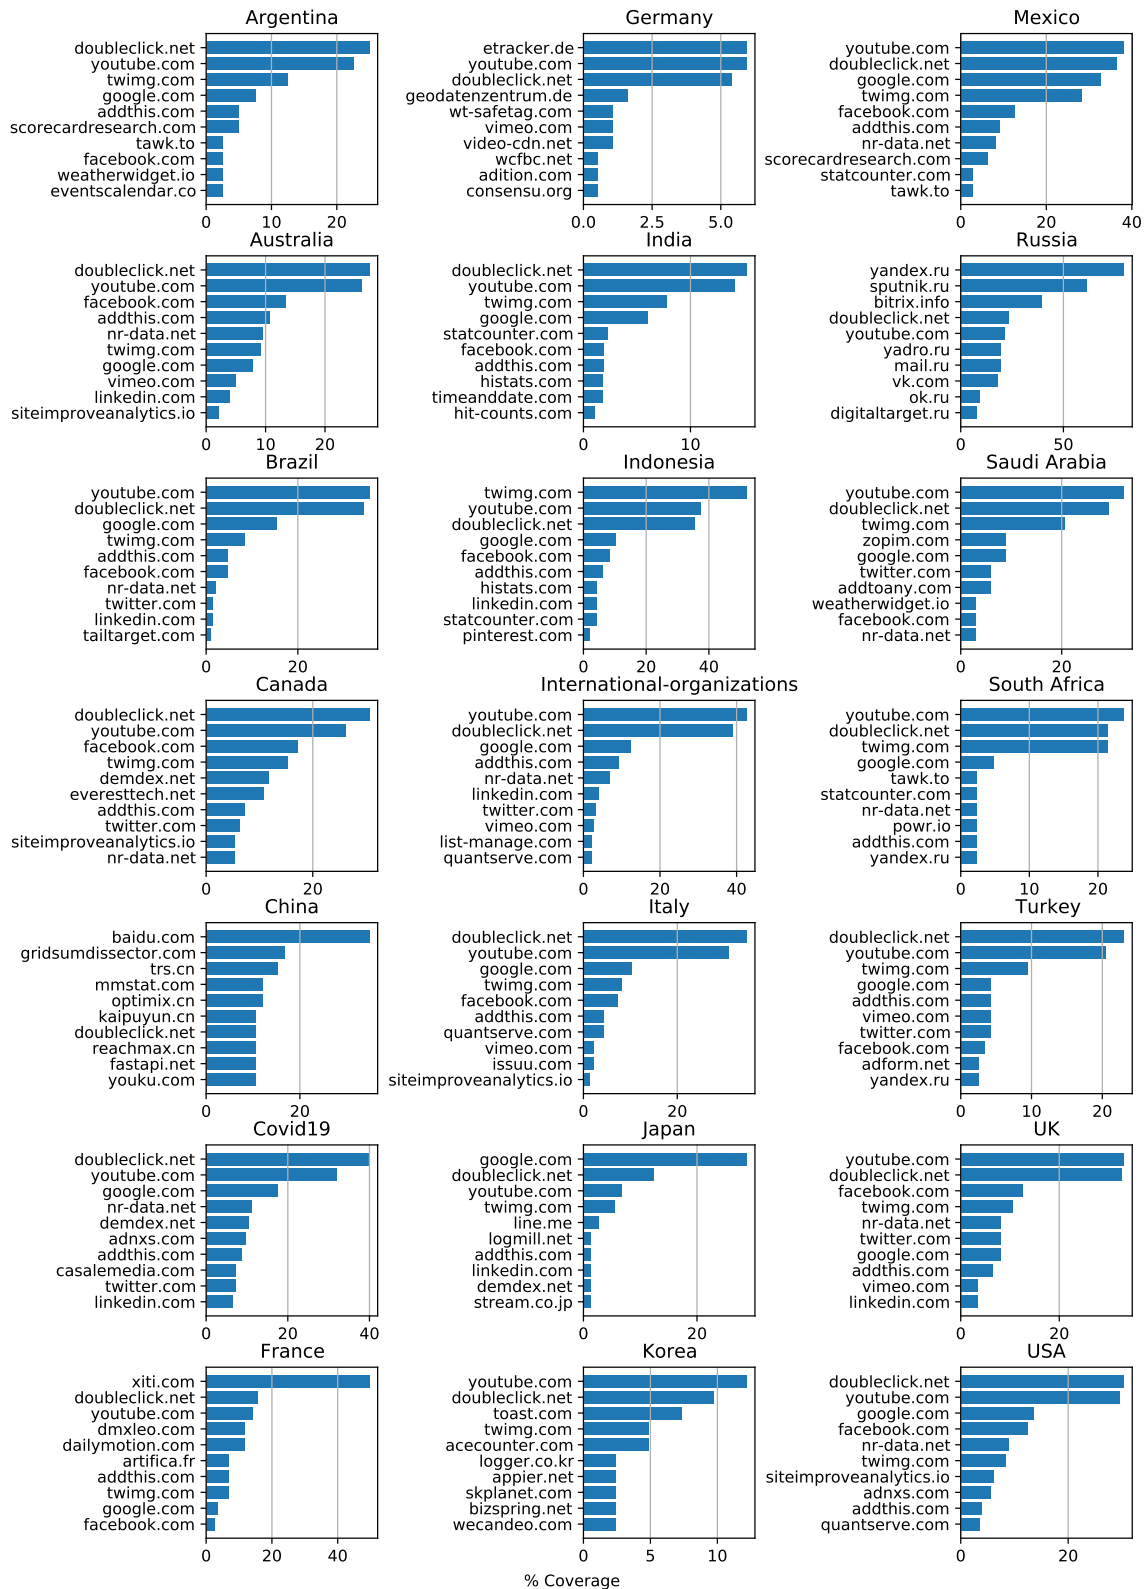 Argentina
doubleclick.net
youtube.com
twimg.com
google.com
addthis.com
scorecardresearch.com
tawk.to
facebook.com
weatherwidget.io
eventscalendar.co
0 10 20
Germany
etracker.de
youtube.com
doubleclick.net
geodatenzentrum.de
wt-safetag.com
vimeo.com
video-cdn.net
wcfbc.net
adition.com
consensu.org
0.0 2.5 5.0
Mexico
youtube.com
doubleclick.net
google.com
twimg.com
facebook.com
addthis.com
nr-data.net
scorecardresearch.com
statcounter.com
tawk.to
0 20 40
Australia
doubleclick.net
youtube.com
facebook.com
addthis.com
nr-data.net
twimg.com
google.com
vimeo.com
linkedin.com
siteimproveanalytics.io
0 10 20
India
doubleclick.net
youtube.com
twimg.com
google.com
statcounter.com
facebook.com
addthis.com
histats.com
timeanddate.com
hit-counts.com
0 10
Russia
yandex.ru
sputnik.ru
bitrix.info
doubleclick.net
youtube.com
yadro.ru
mail.ru
vk.com
ok.ru
digitaltarget.ru
0 50
Brazil
youtube.com
doubleclick.net
google.com
twimg.com
addthis.com
facebook.com
nr-data.net
twitter.com
linkedin.com
tailtarget.com
0 20
Indonesia
twimg.com
youtube.com
doubleclick.net
google.com
facebook.com
addthis.com
histats.com
linkedin.com
statcounter.com
pinterest.com
0 20 40
Saudi Arabia
youtube.com
doubleclick.net
twimg.com
zopim.com
google.com
twitter.com
addtoany.com
weatherwidget.io
facebook.com
nr-data.net
0 20
Canada
doubleclick.net
youtube.com
facebook.com
twimg.com
demdex.net
everesttech.net
addthis.com
twitter.com
siteimproveanalytics.io
nr-data.net
0 20
International-organizations
youtube.com
doubleclick.net
google.com
addthis.com
nr-data.net
linkedin.com
twitter.com
vimeo.com
list-manage.com
quantserve.com
0 20 40
South Africa
youtube.com
doubleclick.net
twimg.com
google.com
tawk.to
statcounter.com
nr-data.net
powr.io
addthis.com
yandex.ru
0 10 20
China
baidu.com
gridsumdissector.com
trs.cn
mmstat.com
optimix.cn
kaipuyun.cn
doubleclick.net
reachmax.cn
fastapi.net
youku.com
0 20
Italy
doubleclick.net
youtube.com
google.com
twimg.com
facebook.com
addthis.com
quantserve.com
vimeo.com
issuu.com
siteimproveanalytics.io
0 20
Turkey
doubleclick.net
youtube.com
twimg.com
google.com
addthis.com
vimeo.com
twitter.com
facebook.com
adform.net
yandex.ru
0 10 20
Covid19
doubleclick.net
youtube.com
google.com
nr-data.net
demdex.net
adnxs.com
addthis.com
casalemedia.com
twitter.com
linkedin.com
0 20 40
Japan
google.com
doubleclick.net
youtube.com
twimg.com
line.me
logmill.net
addthis.com
linkedin.com
demdex.net
stream.co.jp
0 20
UK
youtube.com
doubleclick.net
facebook.com
twimg.com
nr-data.net
twitter.com
google.com
addthis.com
vimeo.com
linkedin.com
0 20
France
xiti.com
doubleclick.net
youtube.com
dmxleo.com
dailymotion.com
artifica.fr
addthis.com
twimg.com
google.com
facebook.com
0 20 40
Korea
youtube.com
doubleclick.net
toast.com
twimg.com
acecounter.com
logger.co.kr
appier.net
skplanet.com
bizspring.net
wecandeo.com
0 5 10
USA
doubleclick.net
youtube.com
google.com
facebook.com
nr-data.net
twimg.com
siteimproveanalytics.io
adnxs.com
addthis.com
quantserve.com
0 20
% Coverage